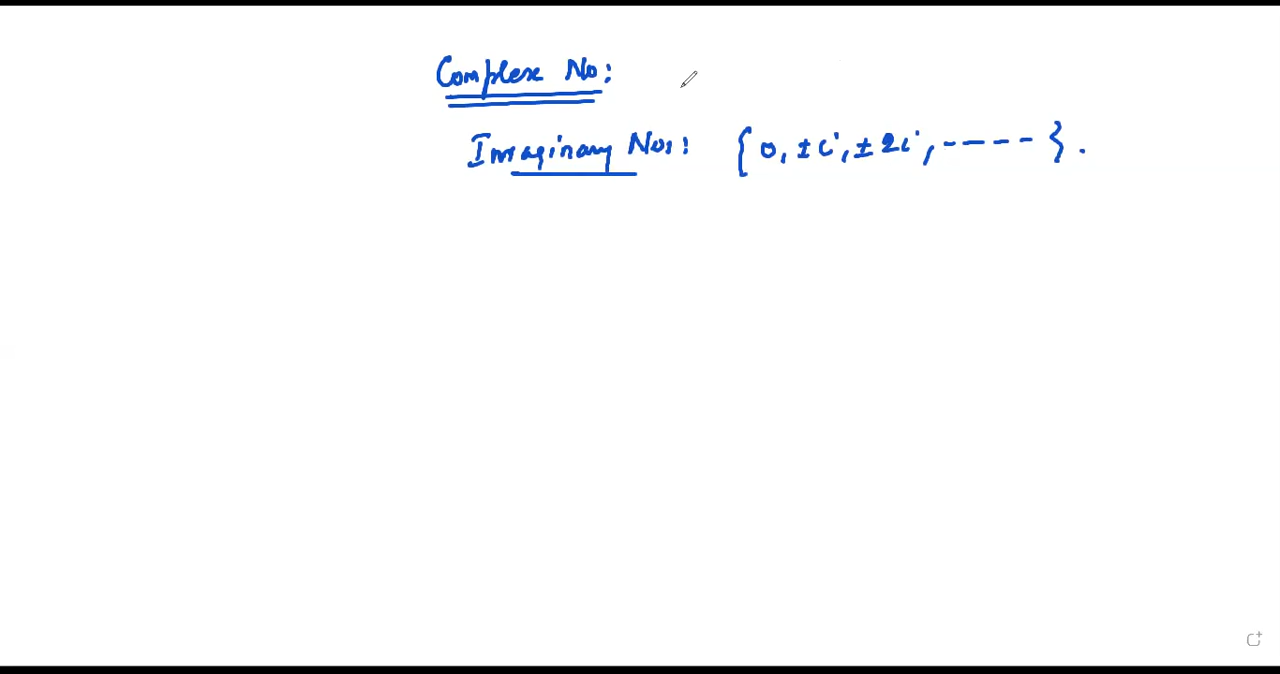 Complex No:
Imaginary Nos: {0, ±i, ±2i, ----- }.